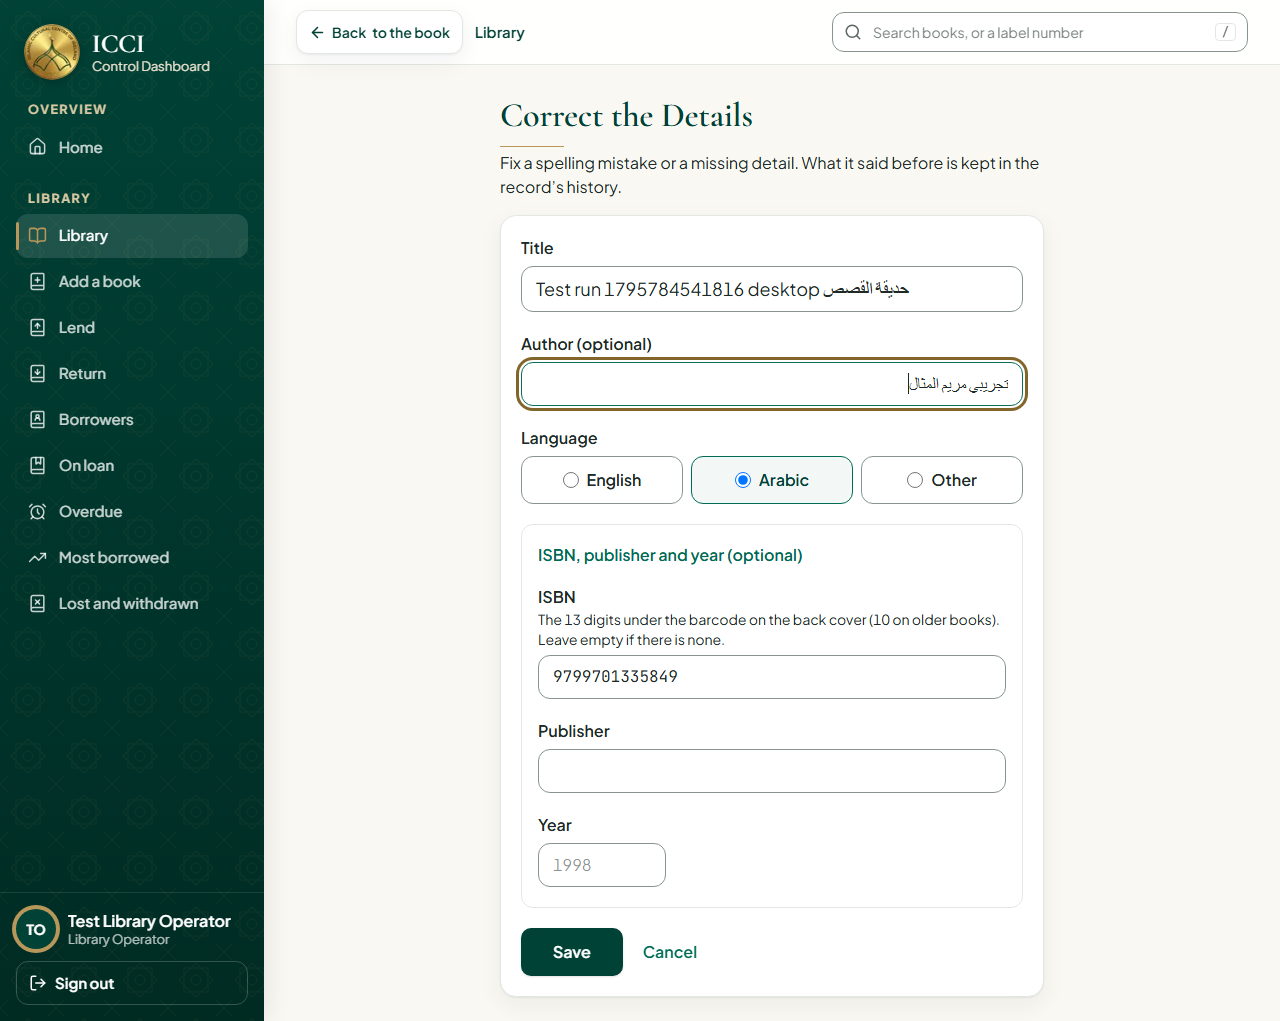 ICCI
Control Dashboard
OVERVIEW
Home
LIBRARY
Library
Add a book
Lend
Return
Borrowers
On loan
Overdue
Most borrowed
Lost and withdrawn
TO
Test Library Operator
Library Operator
Sign out
Back to the book
Library
Search books, or a label number
/
Correct the Details
Fix a spelling mistake or a missing detail. What it said before is kept in the
record’s history.
Title
Test run 1795784541816 desktop حديقة القصص
Author (optional)
تجريبي مريم المثال
Language
English
Arabic
Other
ISBN, publisher and year (optional)
ISBN
The 13 digits under the barcode on the back cover (10 on older books).
Leave empty if there is none.
9799701335849
Publisher
Year
1998
Save
Cancel